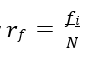 r_f = f_i / N